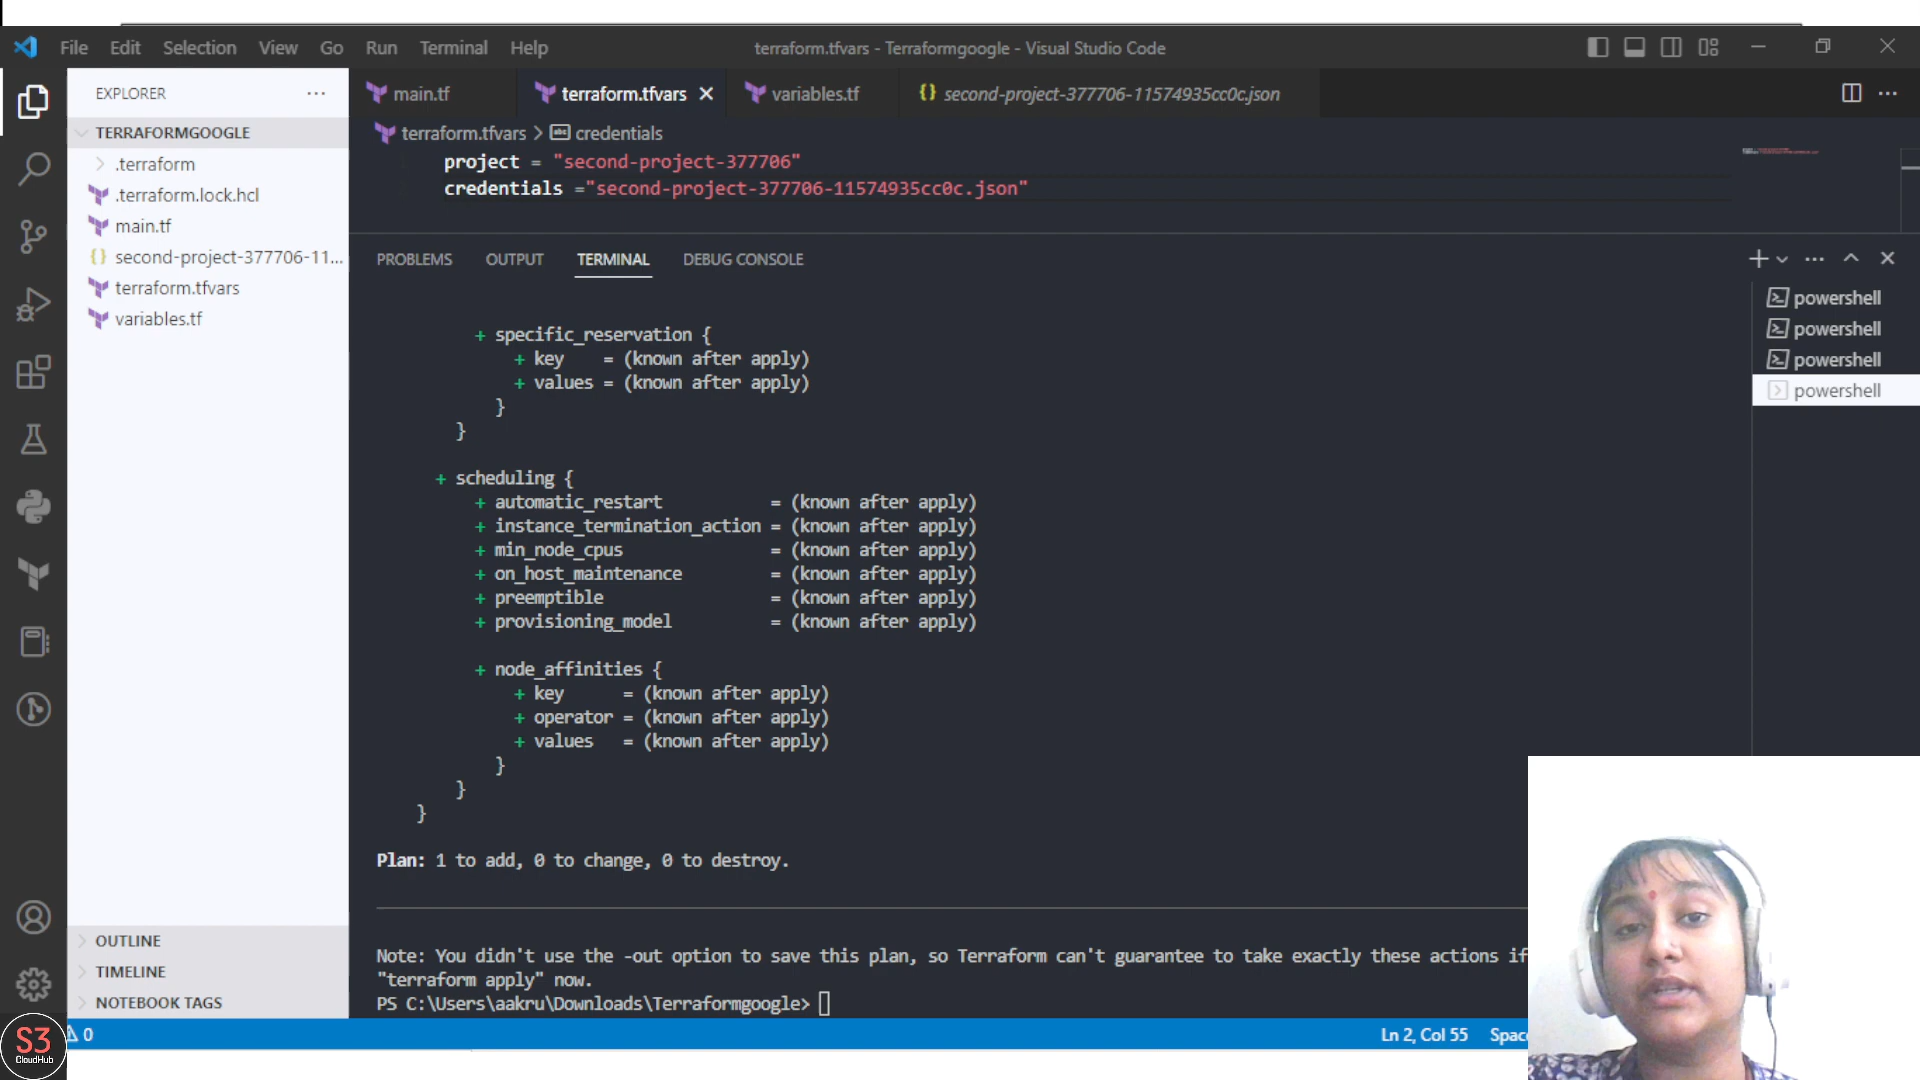 File Edit Selection View Go Run Terminal Help
terraform.tfvars - Terraformgoogle - Visual Studio Code
EXPLORER
TERRAFORMGOOGLE
.terraform
.terraform.lock.hcl
main.tf
second-project-377706-11...
terraform.tfvars
variables.tf
OUTLINE
TIMELINE
NOTEBOOK TAGS
main.tf terraform.tfvars variables.tf second-project-377706-11574935cc0c.json
terraform.tfvars > credentials
project = "second-project-377706"
credentials ="second-project-377706-11574935cc0c.json"
PROBLEMS OUTPUT TERMINAL DEBUG CONSOLE
+ specific_reservation {
+ key = (known after apply)
+ values = (known after apply)
}
}
+ scheduling {
+ automatic_restart = (known after apply)
+ instance_termination_action = (known after apply)
+ min_node_cpus = (known after apply)
+ on_host_maintenance = (known after apply)
+ preemptible = (known after apply)
+ provisioning_model = (known after apply)
+ node_affinities {
+ key = (known after apply)
+ operator = (known after apply)
+ values = (known after apply)
}
}
}
Plan: 1 to add, 0 to change, 0 to destroy.
Note: You didn't use the -out option to save this plan, so Terraform can't guarantee to take exactly these actions if
"terraform apply" now.
PS C:\Users\aakru\Downloads\Terraformgoogle>
powershell
powershell
powershell
powershell
0
Ln 2, Col 55
S3
CloudHub